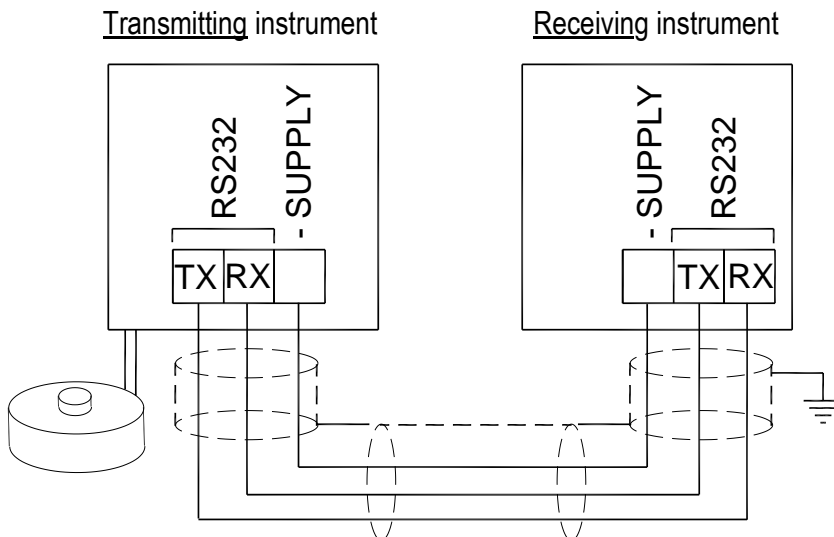 Transmitting instrument
Receiving instrument
RS232
- SUPPLY
TX RX
- SUPPLY
RS232
TX RX